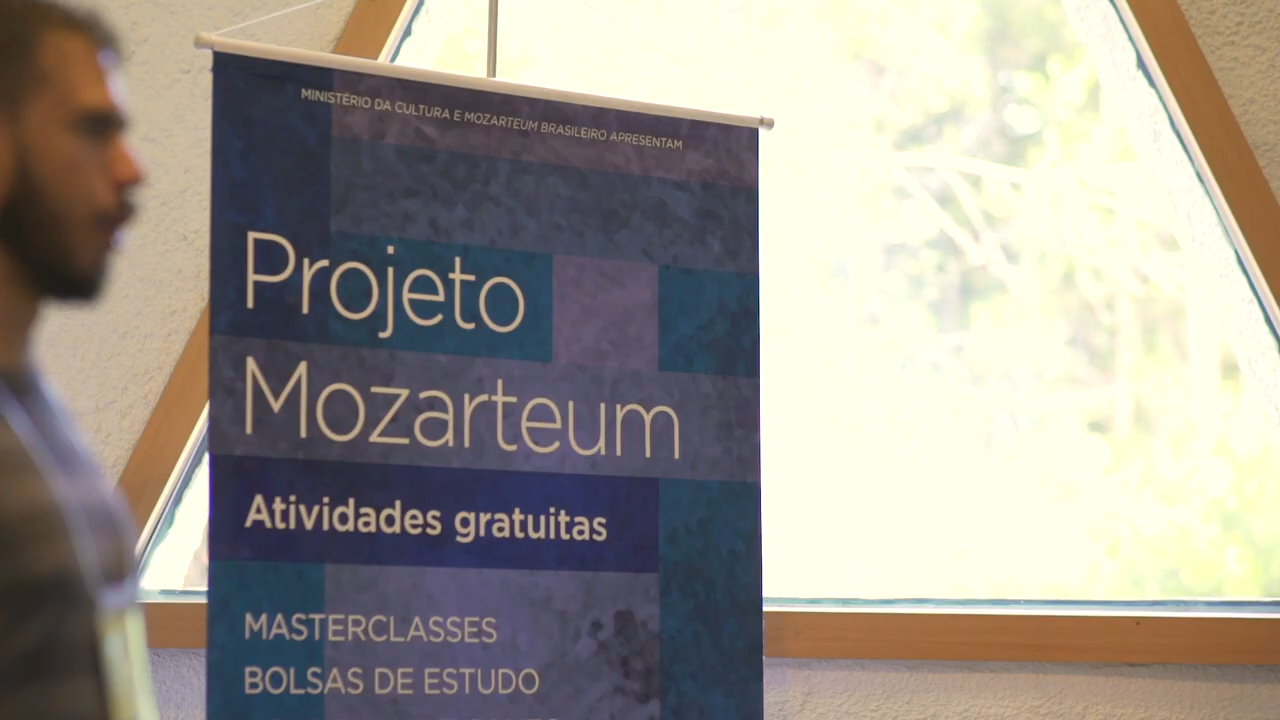 MINISTÉRIO DA CULTURA E MOZARTEUM BRASILEIRO APRESENTAM
Projeto
Mozarteum
Atividades gratuitas
MASTERCLASSES
BOLSAS DE ESTUDO